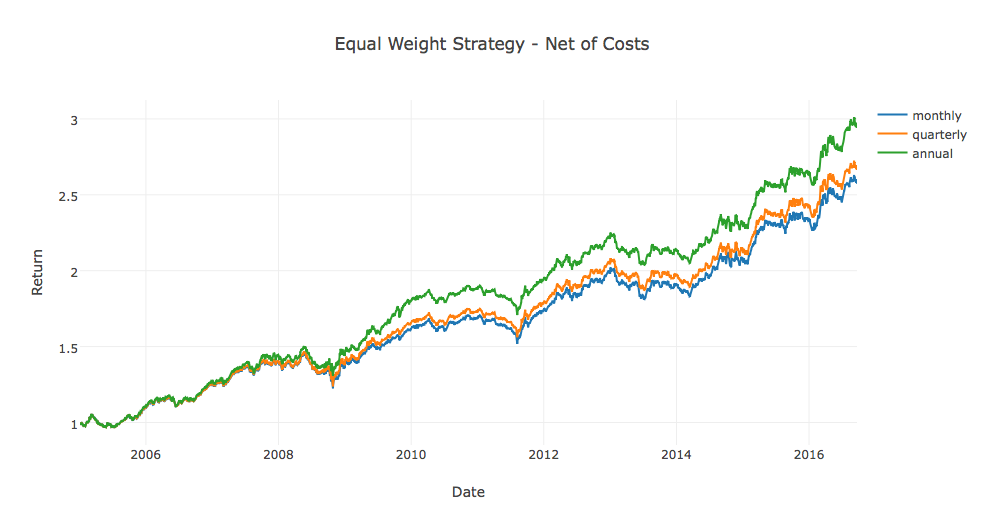 Equal Weight Strategy - Net of Costs
monthly
quarterly
annual
Return
3
2.5
2
1.5
1
2006 2008 2010 2012 2014 2016
Date